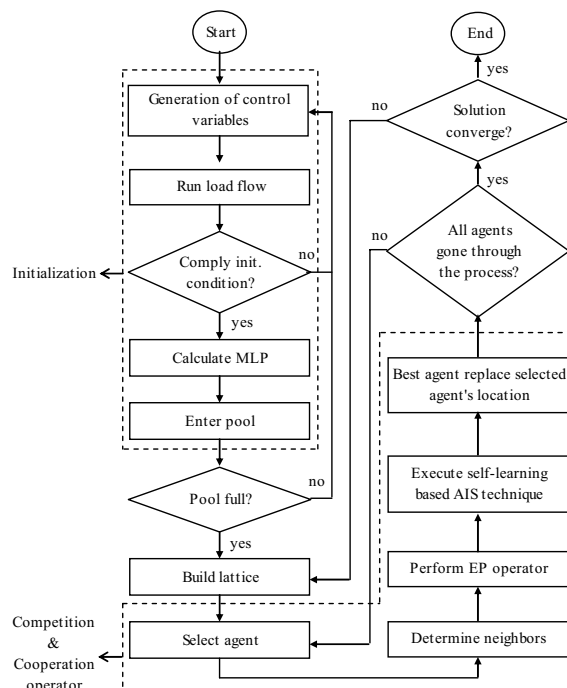 Start
Generation of control
variables
Run load flow
Comply init.
condition?
no
yes
Initialization
Calculate MLP
Enter pool
Pool full?
no
yes
Build lattice
Competition
&
Cooperation
operator
Select agent
Determine neighbors
Perform EP operator
Execute self-learning
based AIS technique
Best agent replace selected
agent's location
All agents
gone through
the process?
no
yes
Solution
converge?
no
yes
End